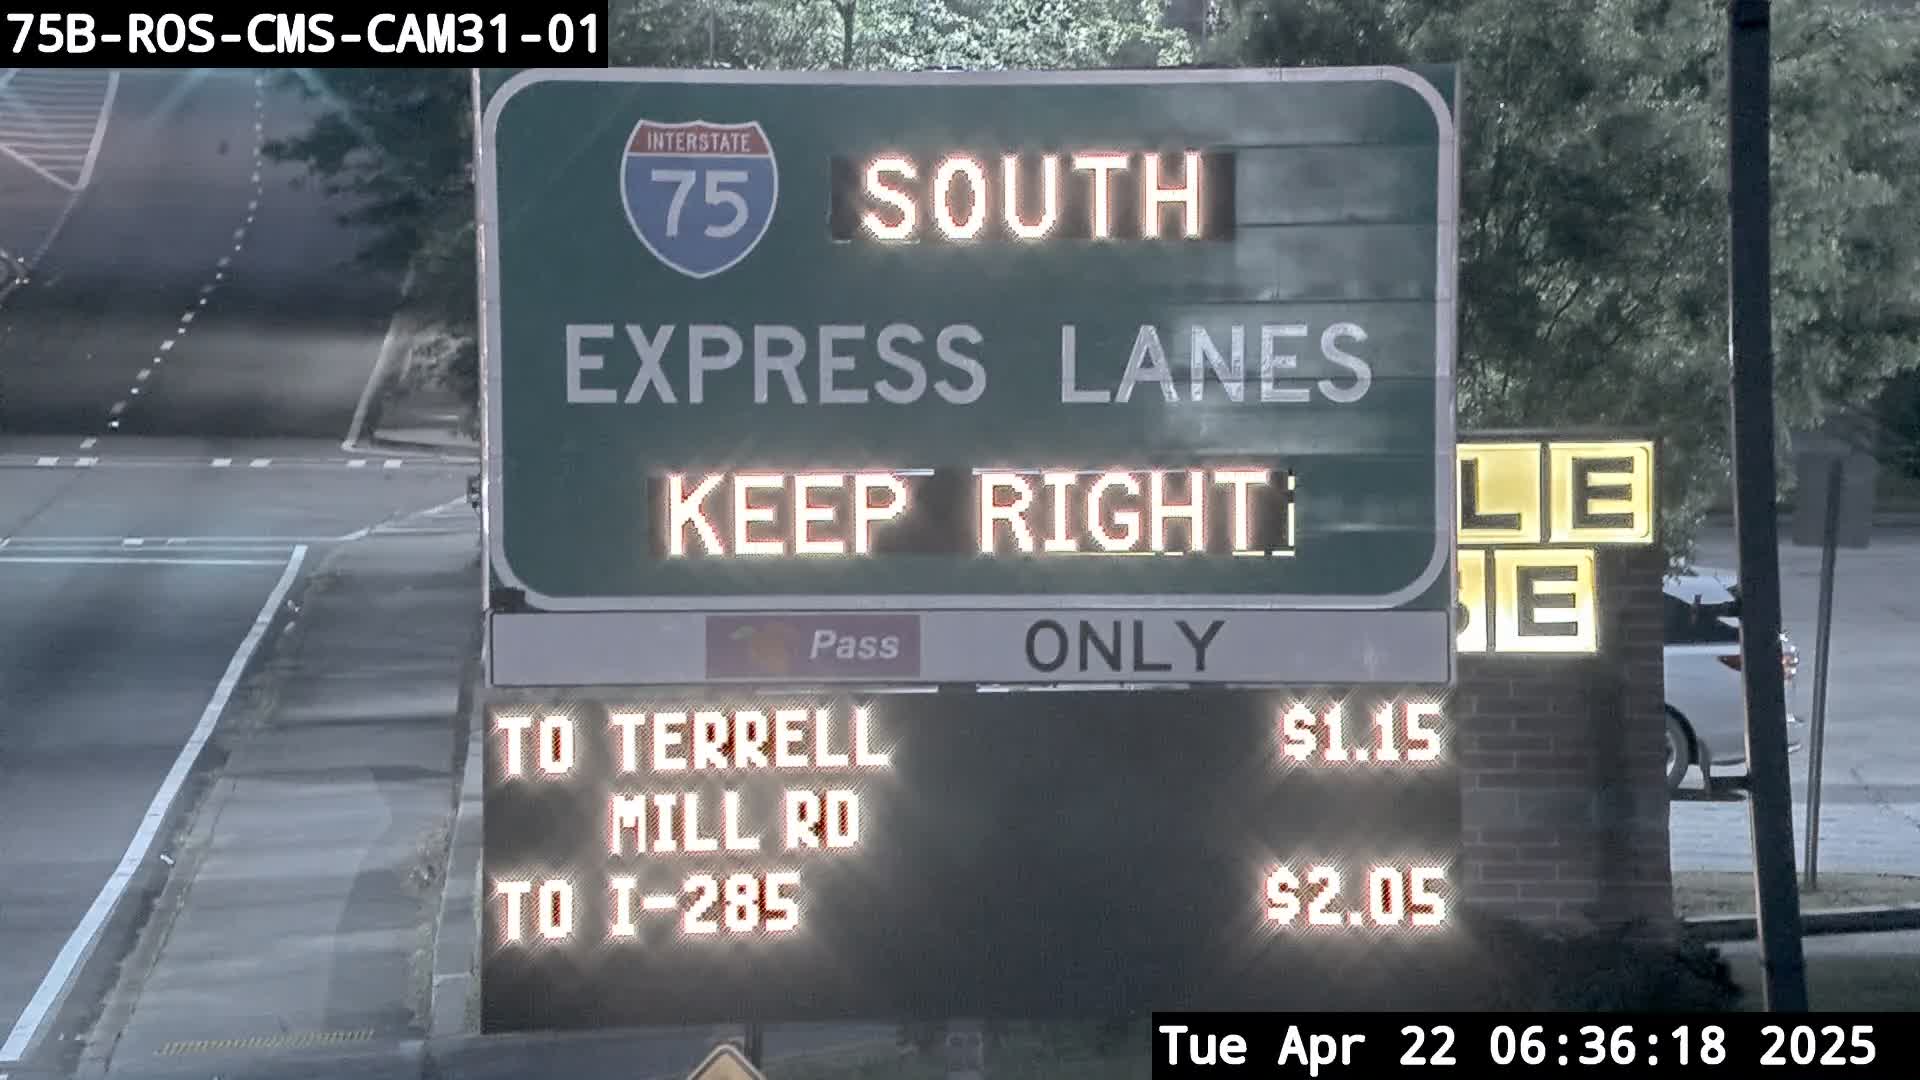 75B-ROS-CMS-CAM31-01
INTERSTATE
75
SOUTH
EXPRESS LANES
KEEP RIGHT
Pass ONLY
TO TERRELL $1.15
MILL RD
TO I-285 $2.05
LE
E
Tue Apr 22 06:36:18 2025